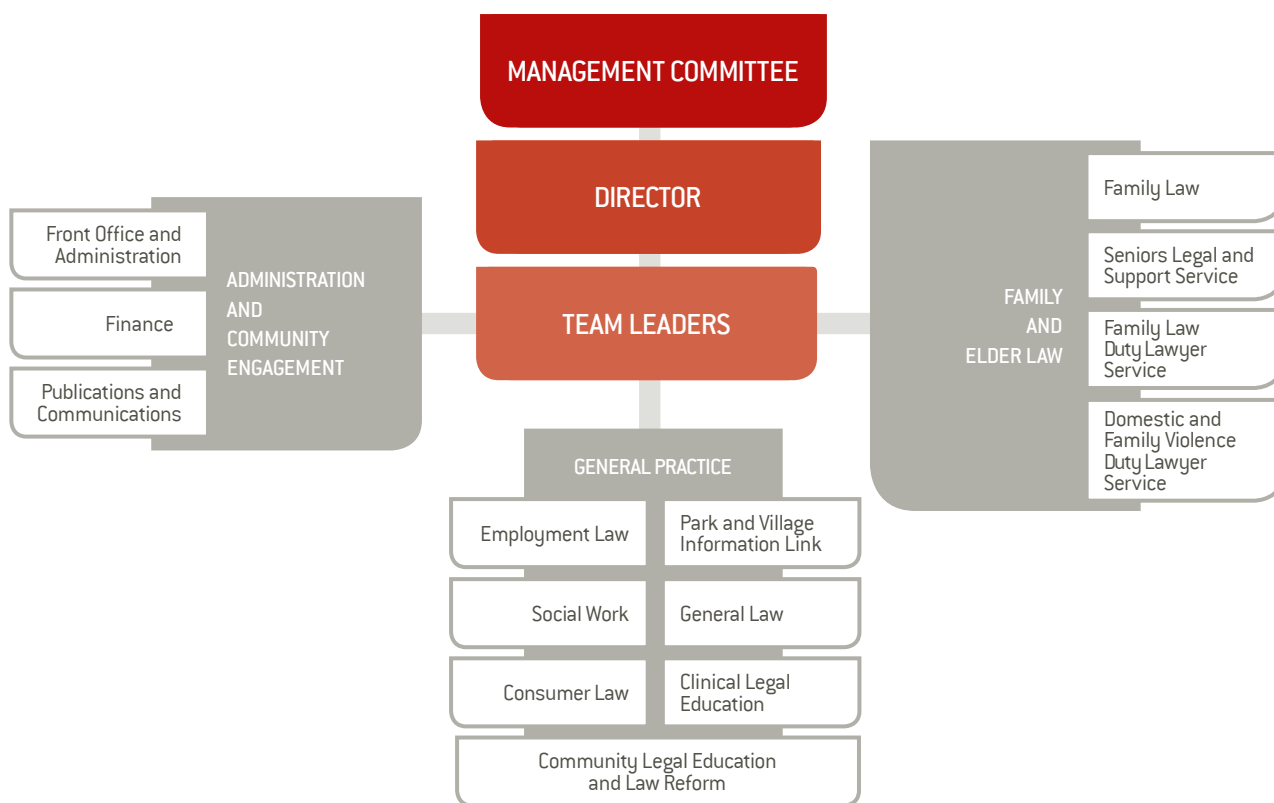 MANAGEMENT COMMITTEE
DIRECTOR
TEAM LEADERS
Front Office and
Administration
Finance
Publications and
Communications
ADMINISTRATION
AND
COMMUNITY
ENGAGEMENT
FAMILY
AND
ELDER LAW
Family Law
Seniors Legal and
Support Service
Family Law
Duty Lawyer
Service
Domestic and
Family Violence
Duty Lawyer
Service
GENERAL PRACTICE
Employment Law
Park and Village
Information Link
Social Work
General Law
Consumer Law
Clinical Legal
Education
Community Legal Education
and Law Reform